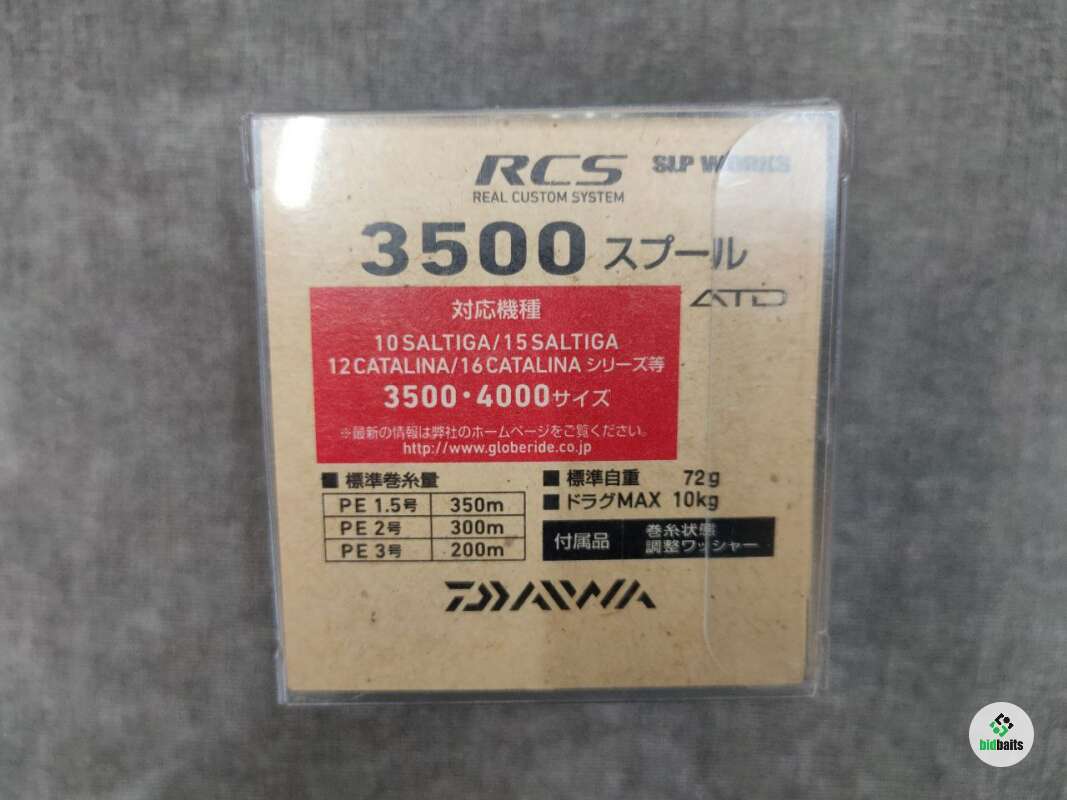 RCS SLP WORKS
REAL CUSTOM SYSTEM
3500 スプール
ATD
対応機種
10 SALTIGA/15 SALTIGA
12 CATALINA/16 CATALINA シリーズ等
3500・4000サイズ
※最新の情報は弊社のホームページをご覧ください。
http://www.globeride.co.jp
■ 標準巻糸量
PE 1.5号 350m
PE 2号 300m
PE 3号 200m
■ 標準自重 72g
■ ドラグMAX 10kg
付属品 巻糸状態
調整ワッシャー
DAIWA
bidbaits